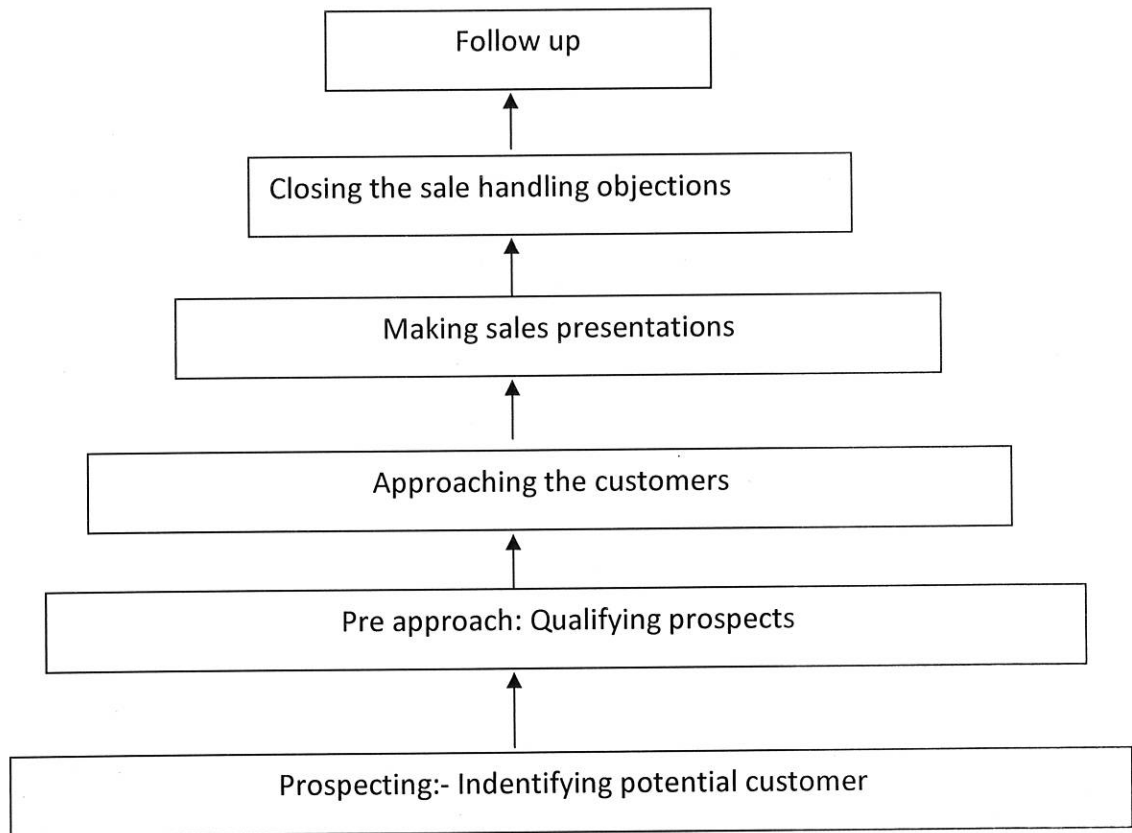 Follow up
Closing the sale handling objections
Making sales presentations
Approaching the customers
Pre approach: Qualifying prospects
Prospecting:- Indentifying potential customer